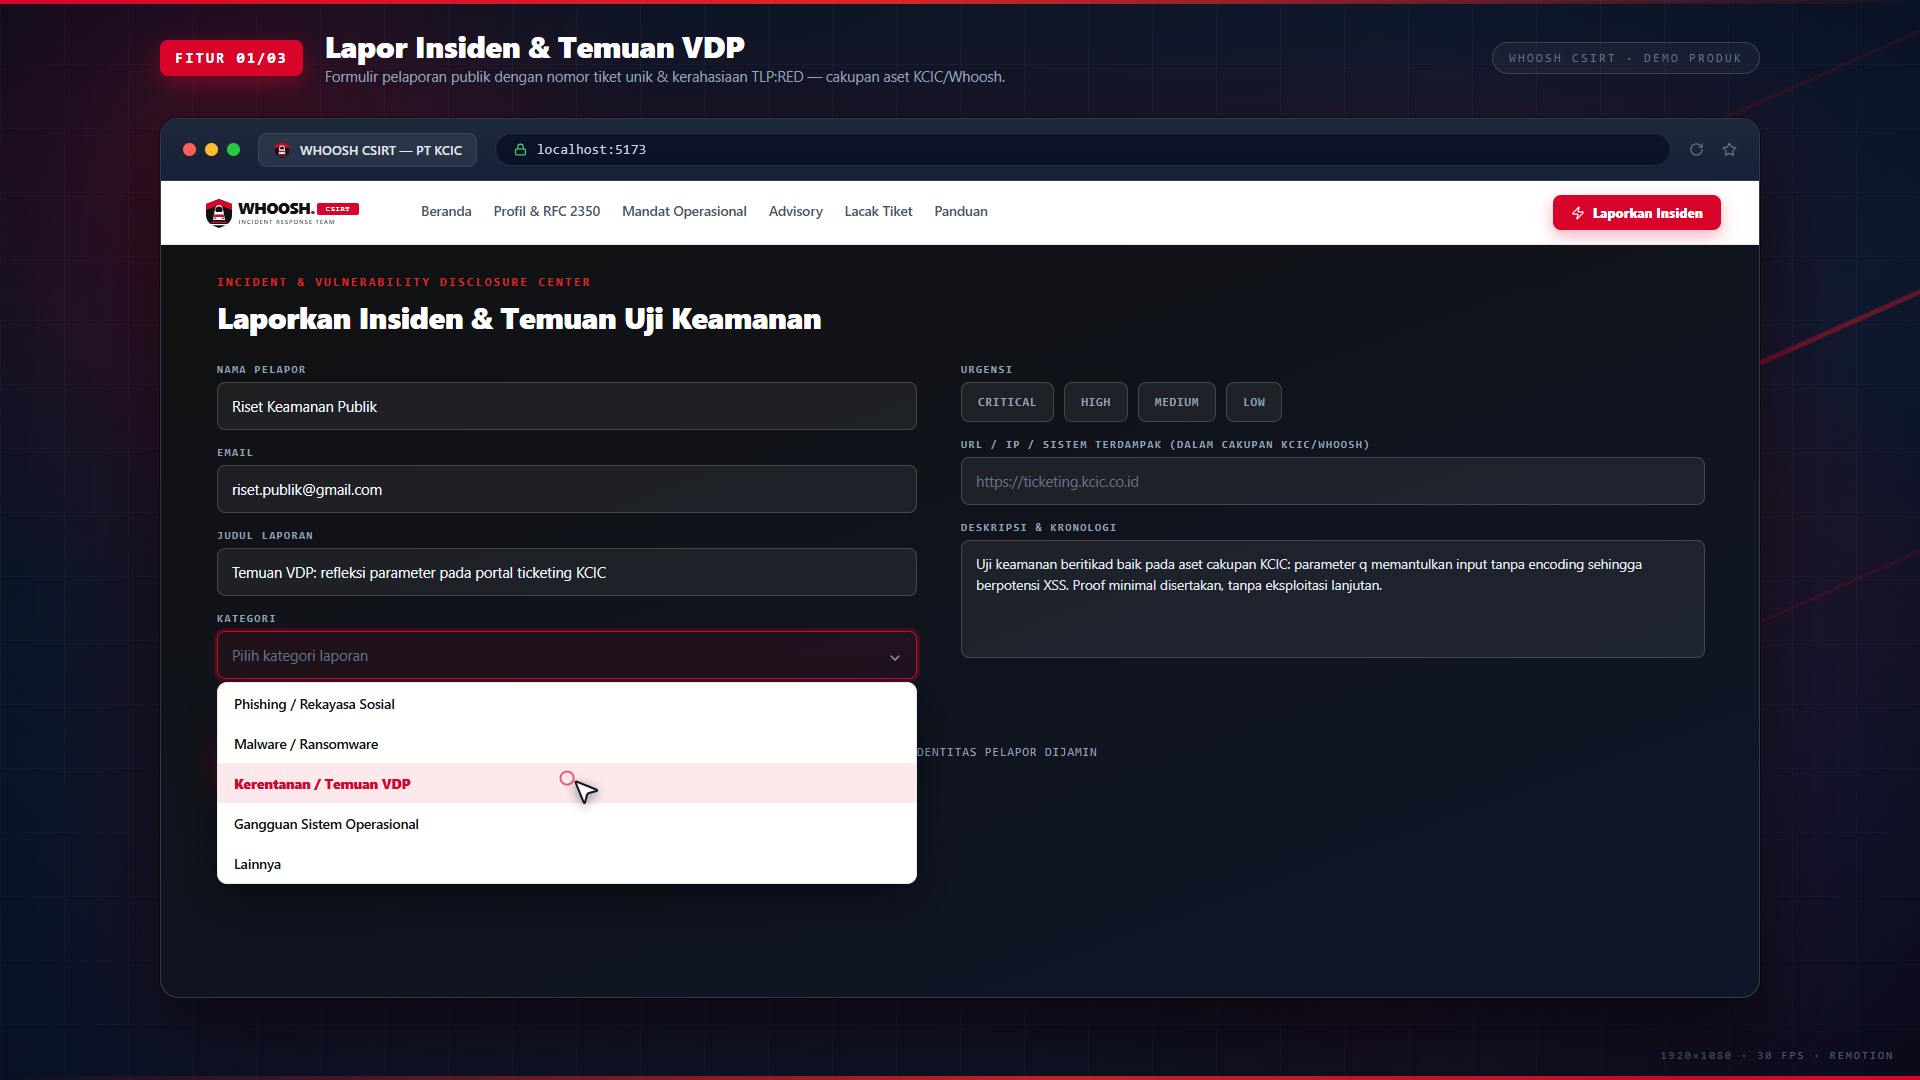 FITUR 01/03
Lapor Insiden & Temuan VDP
Formulir pelaporan publik dengan nomor tiket unik & kerahasiaan TLP:RED — cakupan aset KCIC/Whoosh.
WHOOSH CSIRT · DEMO PRODUK
WHOOSH CSIRT — PT KCIC
localhost:5173
WHOOSH. CSIRT
INCIDENT RESPONSE TEAM
Beranda
Profil & RFC 2350
Mandat Operasional
Advisory
Lacak Tiket
Panduan
Laporkan Insiden
INCIDENT & VULNERABILITY DISCLOSURE CENTER
Laporkan Insiden & Temuan Uji Keamanan
NAMA PELAPOR
Riset Keamanan Publik
EMAIL
riset.publik@gmail.com
JUDUL LAPORAN
Temuan VDP: refleksi parameter pada portal ticketing KCIC
KATEGORI
Pilih kategori laporan
Phishing / Rekayasa Sosial
Malware / Ransomware
Kerentanan / Temuan VDP
Gangguan Sistem Operasional
Lainnya
URGENSI
CRITICAL
HIGH
MEDIUM
LOW
URL / IP / SISTEM TERDAMPAK (DALAM CAKUPAN KCIC/WHOOSH)
https://ticketing.kcic.co.id
DESKRIPSI & KRONOLOGI
Uji keamanan beritikad baik pada aset cakupan KCIC: parameter q memantulkan input tanpa encoding sehingga
berpotensi XSS. Proof minimal disertakan, tanpa eksploitasi lanjutan.
DENTITAS PELAPOR DIJAMIN
1920×1080 · 30 FPS · REMOTION